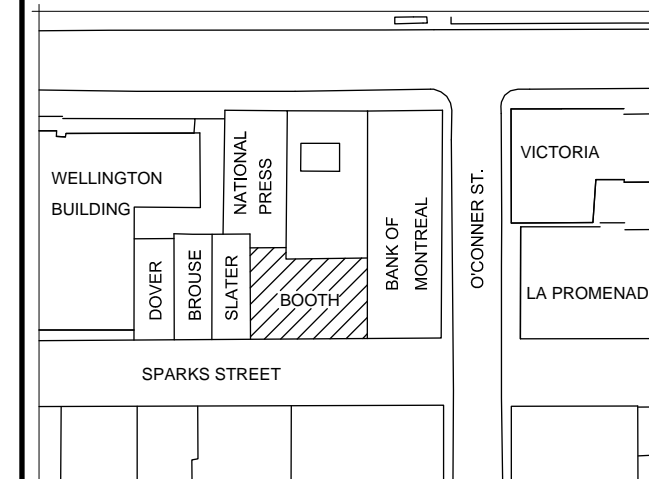 WELLINGTON
BUILDING
NATIONAL
PRESS
VICTORIA
BANK OF
MONTREAL
O'CONNER ST.
DOVER
BROUSE
SLATER
BOOTH
LA PROMENAD
SPARKS STREET